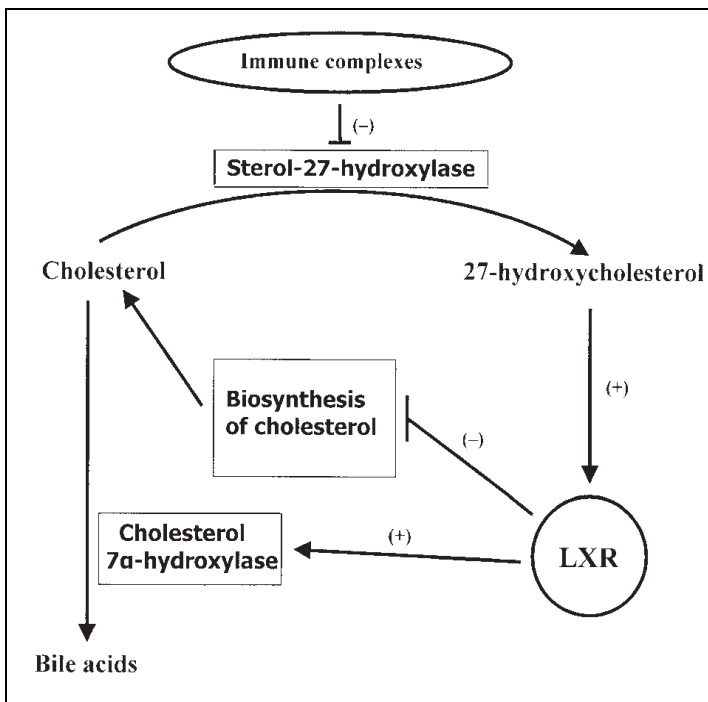 Immune complexes
(−)
Sterol-27-hydroxylase
Cholesterol
27-hydroxycholesterol
(+)
Biosynthesis
of cholesterol
(−)
Cholesterol
7α-hydroxylase
(+)
LXR
Bile acids